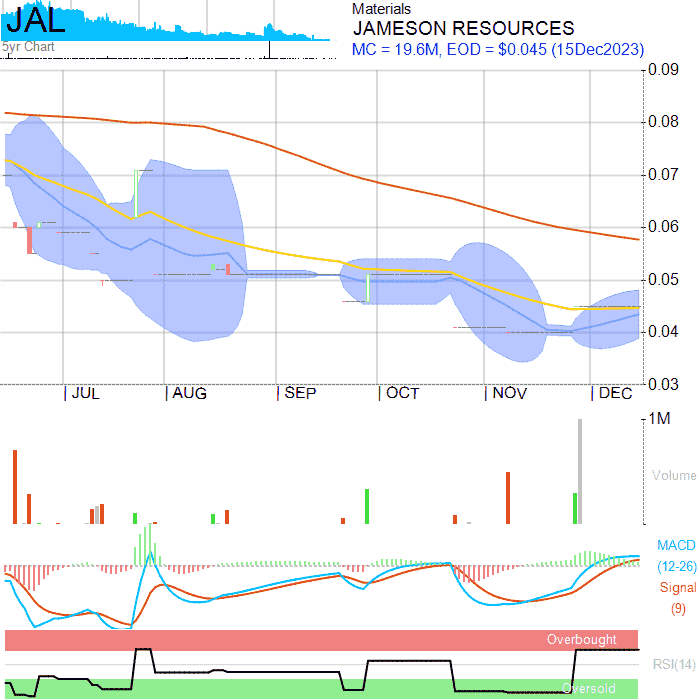 JAL
5yr Chart
Materials
JAMESON RESOURCES
MC = 19.6M, EOD = $0.045 (15Dec2023)
0.09
0.08
0.07
0.06
0.05
0.04
0.03
JUL AUG SEP OCT NOV DEC
1M
Volume
MACD
(12-26)
Signal
(9)
Overbought
RSI(14)
Oversold